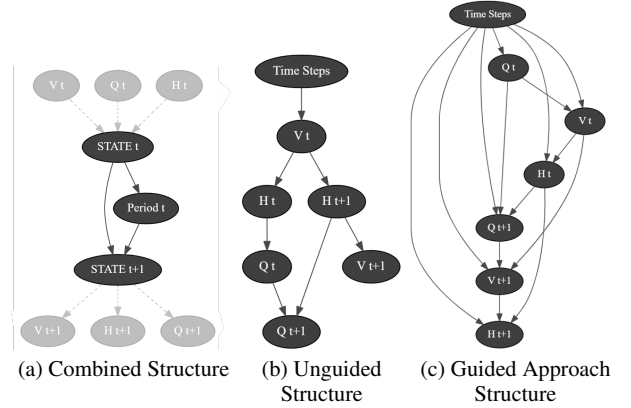 V t
Q t
H t
STATE t
Period t
STATE t+1
V t+1
H t+1
Q t+1
(a) Combined Structure
Time Steps
V t
H t
H t+1
Q t
V t+1
Q t+1
(b) Unguided
Structure
Time Steps
Q t
V t
H t
Q t+1
V t+1
H t+1
(c) Guided Approach
Structure